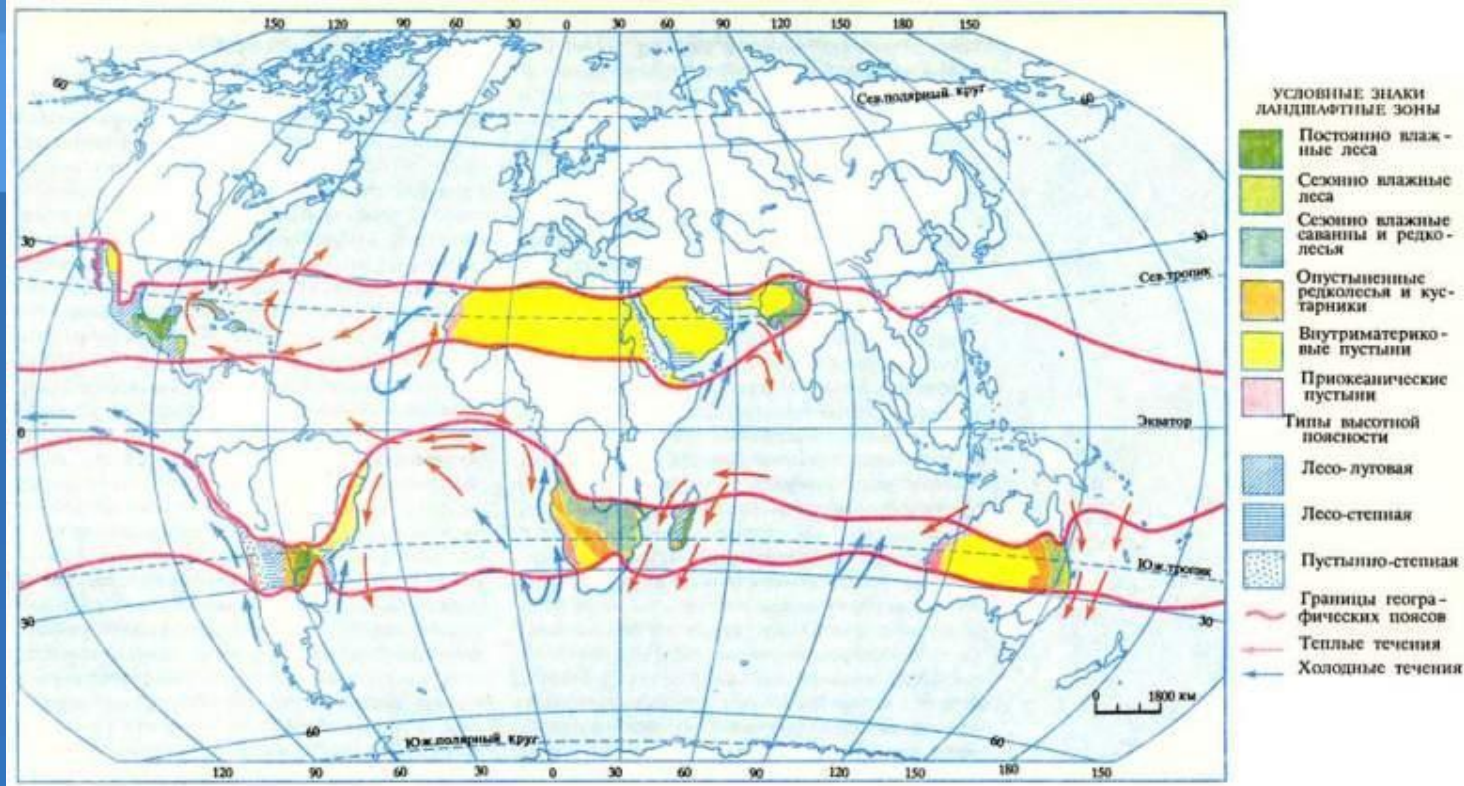 150 120 90 60 30 0 30 60 90 120 150 180 150
60
Сев.полярный круг
60
30
30
Сев.тропик
0
Экватор
Юж.тропик
30
30
0 1800 км
60
60
Юж.полярный круг
120 90 60 30 0 30 60 90 120 150 180 150
УСЛОВНЫЕ ЗНАКИ
ЛАНДШАФТНЫЕ ЗОНЫ
Постоянно влаж-
ные леса
Сезонно влажные
леса
Сезонно влажные
саванны и редко-
лесья
Опустыненные
редколесья и кус-
тарники
Внутриматерико-
вые пустыни
Приокеанические
пустыни
Типы высотной
поясности
Лесо-луговая
Лесо-степная
Пустынно-степная
Границы геогра-
фических поясов
Теплые течения
Холодные течения